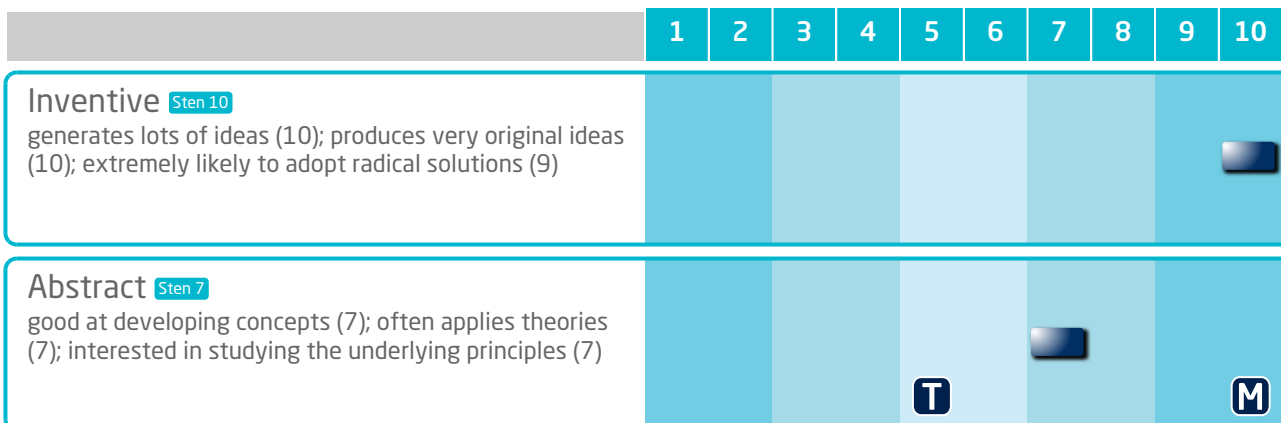 1 2 3 4 5 6 7 8 9 10
Inventive Sten 10
generates lots of ideas (10); produces very original ideas
(10); extremely likely to adopt radical solutions (9)
Abstract Sten 7
good at developing concepts (7); often applies theories
(7); interested in studying the underlying principles (7)
T M